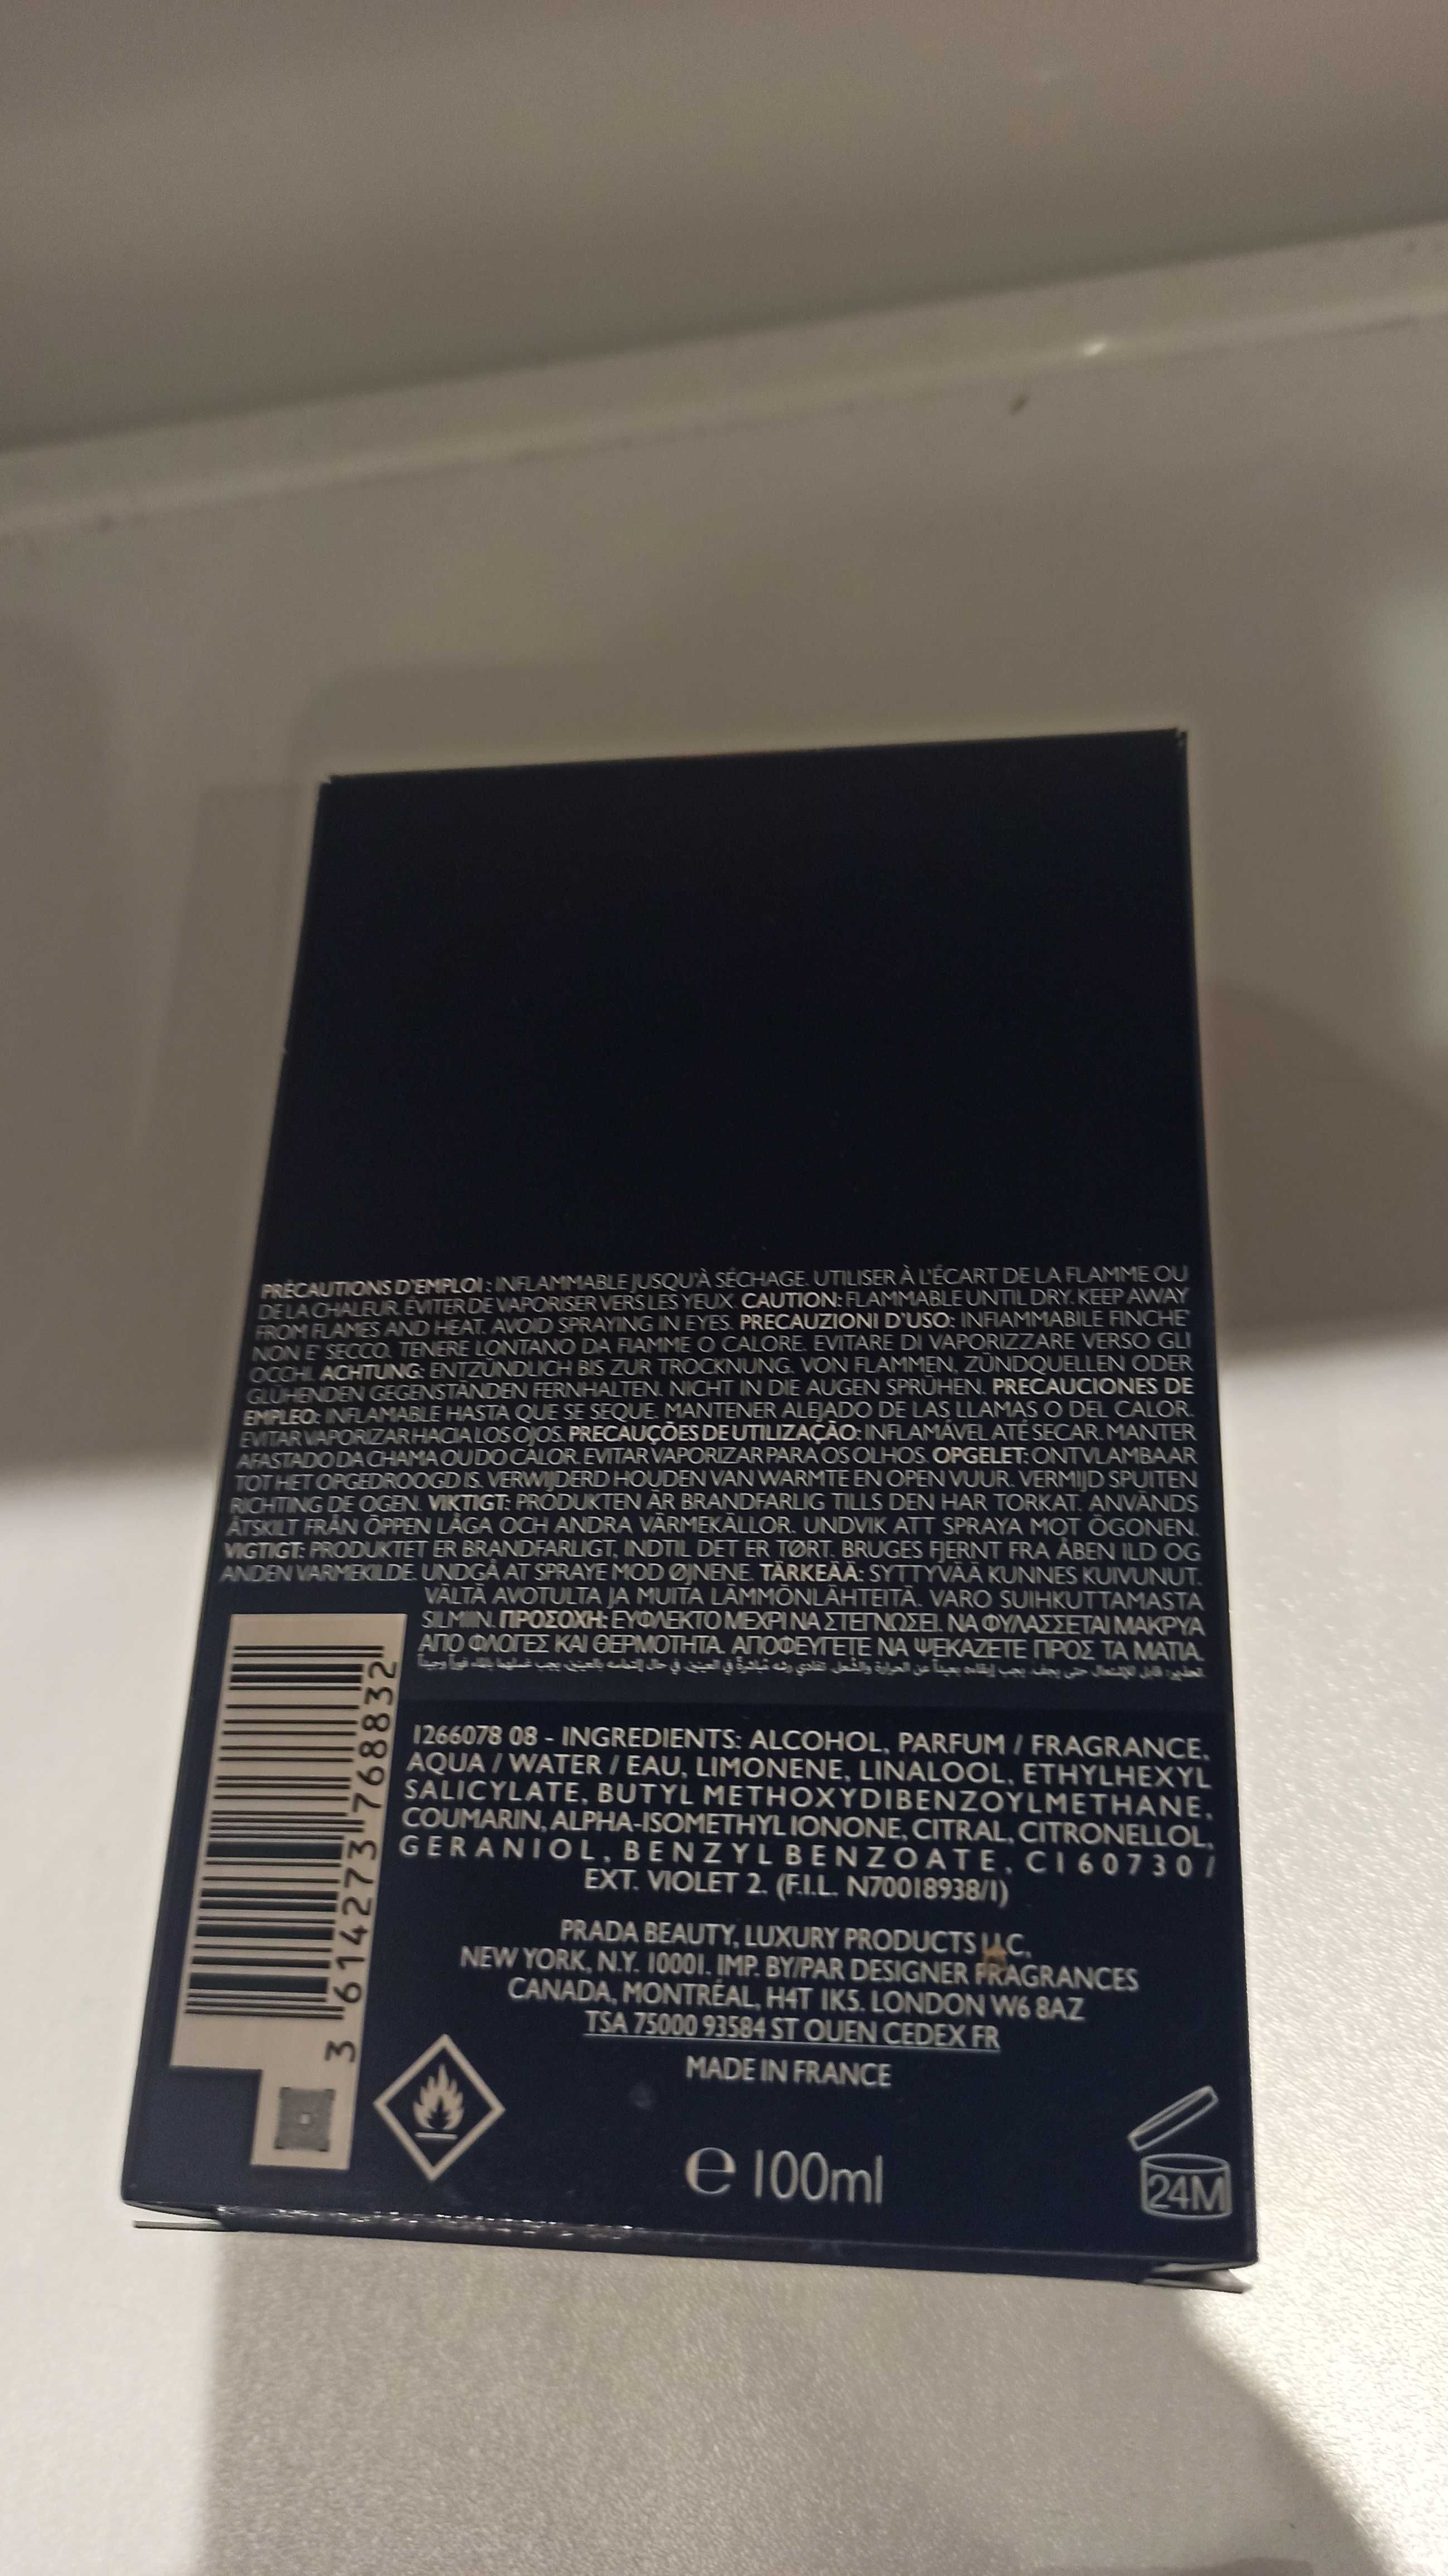 PRÉCAUTIONS D'EMPLOI : INFLAMMABLE JUSQU'À SÉCHAGE. UTILISER À L'ÉCART DE LA FLAMME OU
DE LA CHALEUR. ÉVITER DE VAPORISER VERS LES YEUX. CAUTION: FLAMMABLE UNTIL DRY. KEEP AWAY
FROM FLAMES AND HEAT. AVOID SPRAYING IN EYES. PRECAUZIONI D'USO: INFIAMMABILE FINCHE'
NON E' SECCO. TENERE LONTANO DA FIAMME O CALORE. EVITARE DI VAPORIZZARE VERSO GLI
OCCHI. ACHTUNG: ENTZÜNDLICH BIS ZUR TROCKNUNG. VON FLAMMEN, ZÜNDQUELLEN ODER
GLÜHENDEN GEGENSTÄNDEN FERNHALTEN. NICHT IN DIE AUGEN SPRÜHEN. PRECAUCIONES DE
EMPLEO: INFLAMABLE HASTA QUE SE SEQUE. MANTENER ALEJADO DE LAS LLAMAS O DEL CALOR.
EVITAR VAPORIZAR HACIA LOS OJOS. PRECAUÇÕES DE UTILIZAÇÃO: INFLAMÁVEL ATÉ SECAR. MANTER
AFASTADO DA CHAMA OU DO CALOR. EVITAR VAPORIZAR PARA OS OLHOS. OPGELET: ONTVLAMBAAR
TOT HET OPGEDROOGD IS. VERWIJDERD HOUDEN VAN WARMTE EN OPEN VUUR. VERMIJD SPUITEN
RICHTING DE OGEN. VIKTIGT: PRODUKTEN ÄR BRANDFARLIG TILLS DEN HAR TORKAT. ANVÄNDS
ÅTSKILT FRÅN ÖPPEN LÅGA OCH ANDRA VÄRMEKÄLLOR. UNDVIK ATT SPRAYA MOT ÖGONEN.
VIGTIGT: PRODUKTET ER BRANDFARLIGT, INDTIL DET ER TØRT. BRUGES FJERNT FRA ÅBEN ILD OG
ANDEN VARMEKILDE. UNDGÅ AT SPRAYE MOD ØJNENE. TÄRKEÄÄ: SYTTYVÄÄ KUNNES KUIVUNUT.
VÄLTÄ AVOTULTA JA MUITA LÄMMÖNLÄHTEITÄ. VARO SUIHKUTTAMASTA
SILMIIN. ΠΡΟΣΟΧΗ: ΕΥΦΛΕΚΤΟ ΜΕΧΡΙ ΝΑ ΣΤΕΓΝΩΣΕΙ. ΝΑ ΦΥΛΑΣΣΕΤΑΙ ΜΑΚΡΥΑ
ΑΠΟ ΦΛΟΓΕΣ ΚΑΙ ΘΕΡΜΟΤΗΤΑ. ΑΠΟΦΕΥΓΕΤΕ ΝΑ ΨΕΚΑΖΕΤΕ ΠΡΟΣ ΤΑ ΜΑΤΙΑ.
3 614273 768832
1266078 08 - INGREDIENTS: ALCOHOL, PARFUM / FRAGRANCE,
AQUA / WATER / EAU, LIMONENE, LINALOOL, ETHYLHEXYL
SALICYLATE, BUTYL METHOXYDIBENZOYLMETHANE,
COUMARIN, ALPHA-ISOMETHYL IONONE, CITRAL, CITRONELLOL,
GERANIOL, BENZYL BENZOATE, CI 60730 /
EXT. VIOLET 2. (F.I.L. N70018938/1)
PRADA BEAUTY, LUXURY PRODUCTS LLC,
NEW YORK, N.Y. 10001. IMP. BY/PAR DESIGNER FRAGRANCES
CANADA, MONTRÉAL, H4T 1K5. LONDON W6 8AZ
TSA 75000 93584 ST OUEN CEDEX FR
MADE IN FRANCE
e 100ml
24M